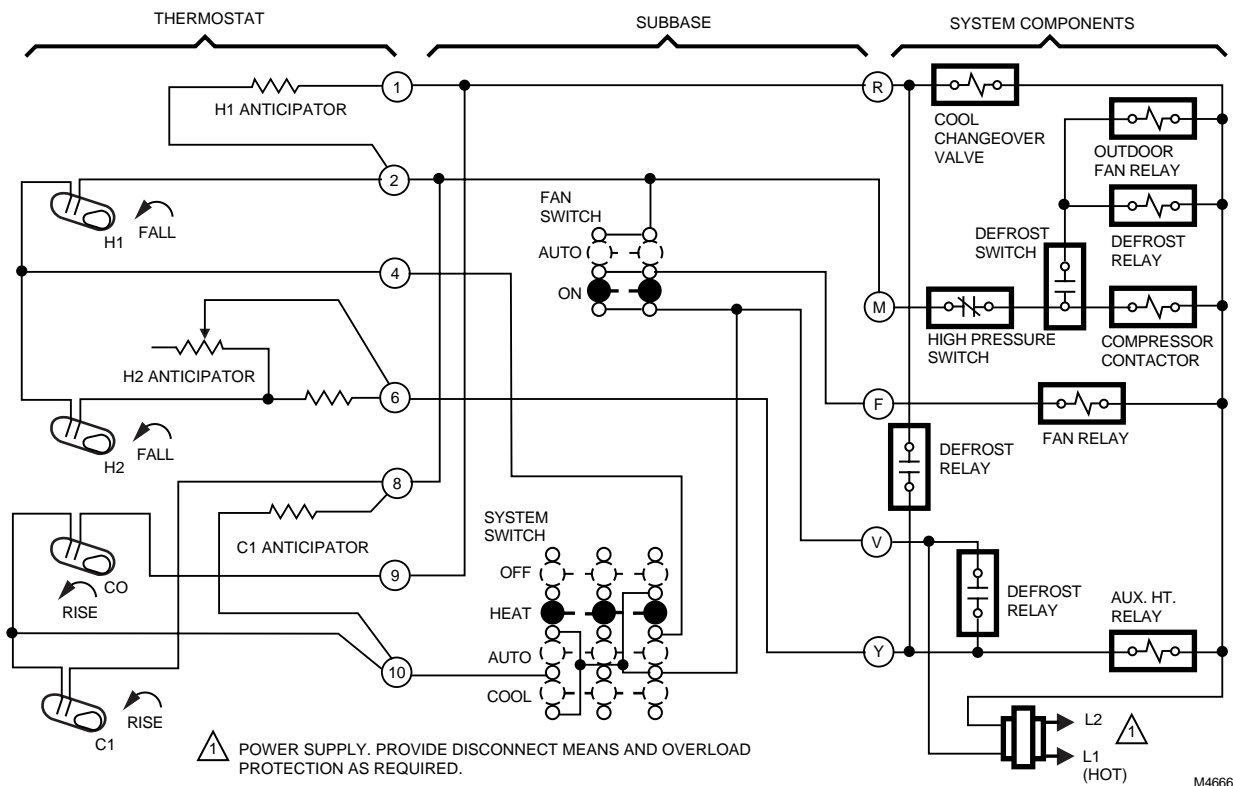 THERMOSTAT
SUBBASE
SYSTEM COMPONENTS
1
H1 ANTICIPATOR
R
COOL
CHANGEOVER
VALVE
OUTDOOR
FAN RELAY
2
H1
FALL
FAN
SWITCH
AUTO
ON
DEFROST
SWITCH
DEFROST
RELAY
4
M
HIGH PRESSURE
SWITCH
COMPRESSOR
CONTACTOR
H2 ANTICIPATOR
6
F
FAN RELAY
H2
FALL
DEFROST
RELAY
8
C1 ANTICIPATOR
SYSTEM
SWITCH
OFF
HEAT
AUTO
COOL
V
CO
RISE
9
DEFROST
RELAY
AUX. HT.
RELAY
10
Y
C1
RISE
1
POWER SUPPLY. PROVIDE DISCONNECT MEANS AND OVERLOAD
PROTECTION AS REQUIRED.
L2
1
L1
(HOT)
M4666